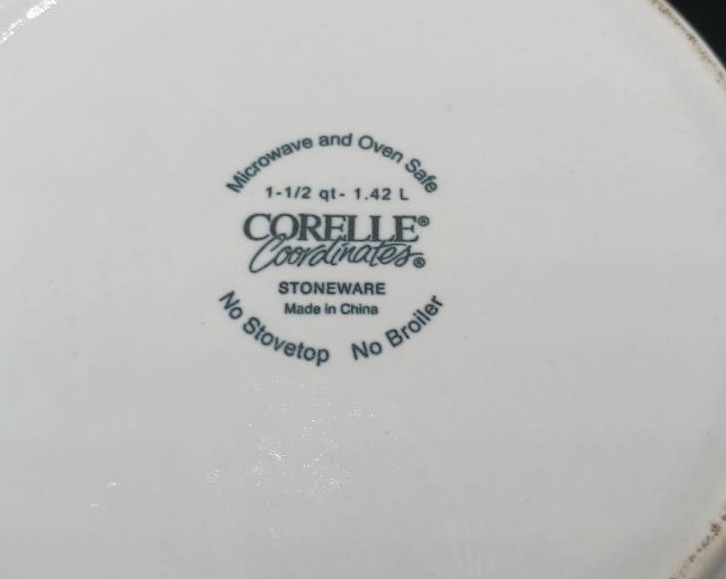 Microwave and Oven Safe
1-1/2 qt- 1.42 L
CORELLE®
Coordinates®
STONEWARE
Made in China
No Stovetop No Broiler